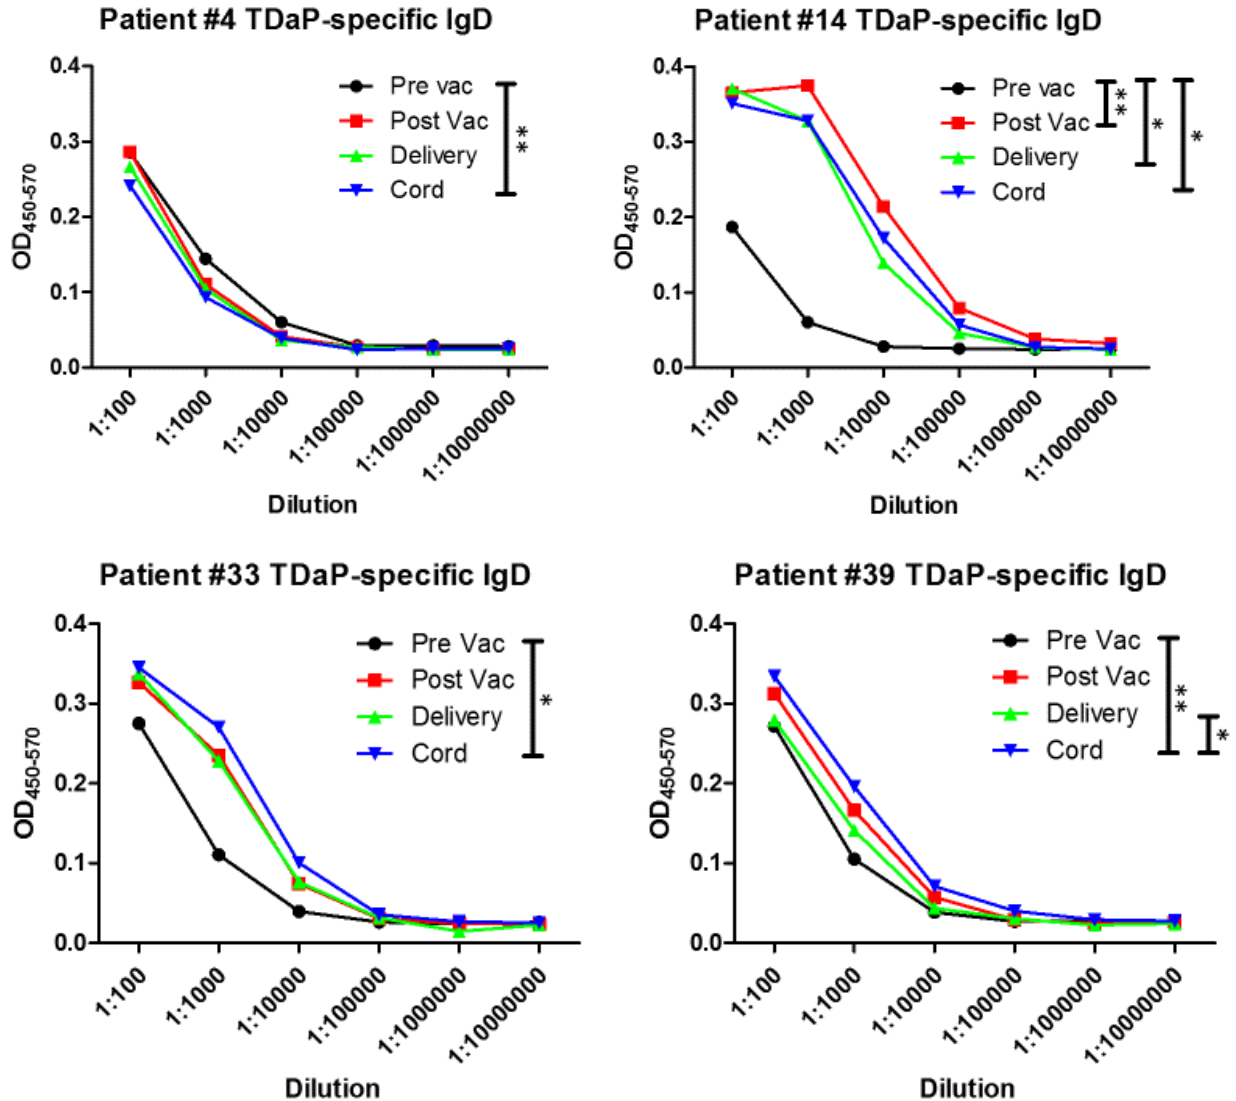 Patient #4 TDaP-specific IgD
0.4
0.3
0.2
0.1
0.0
OD450-570
Pre vac
Post Vac
Delivery
Cord
**
1:100
1:1000
1:10000
1:100000
1:1000000
1:10000000
Dilution
Patient #14 TDaP-specific IgD
0.4
0.3
0.2
0.1
0.0
OD450-570
Pre vac
Post Vac
Delivery
Cord
**
*
*
1:100
1:1000
1:10000
1:100000
1:1000000
1:10000000
Dilution
Patient #33 TDaP-specific IgD
0.4
0.3
0.2
0.1
0.0
OD450-570
Pre Vac
Post Vac
Delivery
Cord
*
1:100
1:1000
1:10000
1:100000
1:1000000
1:10000000
Dilution
Patient #39 TDaP-specific IgD
0.4
0.3
0.2
0.1
0.0
OD450-570
Pre Vac
Post Vac
Delivery
Cord
**
*
1:100
1:1000
1:10000
1:100000
1:1000000
1:10000000
Dilution